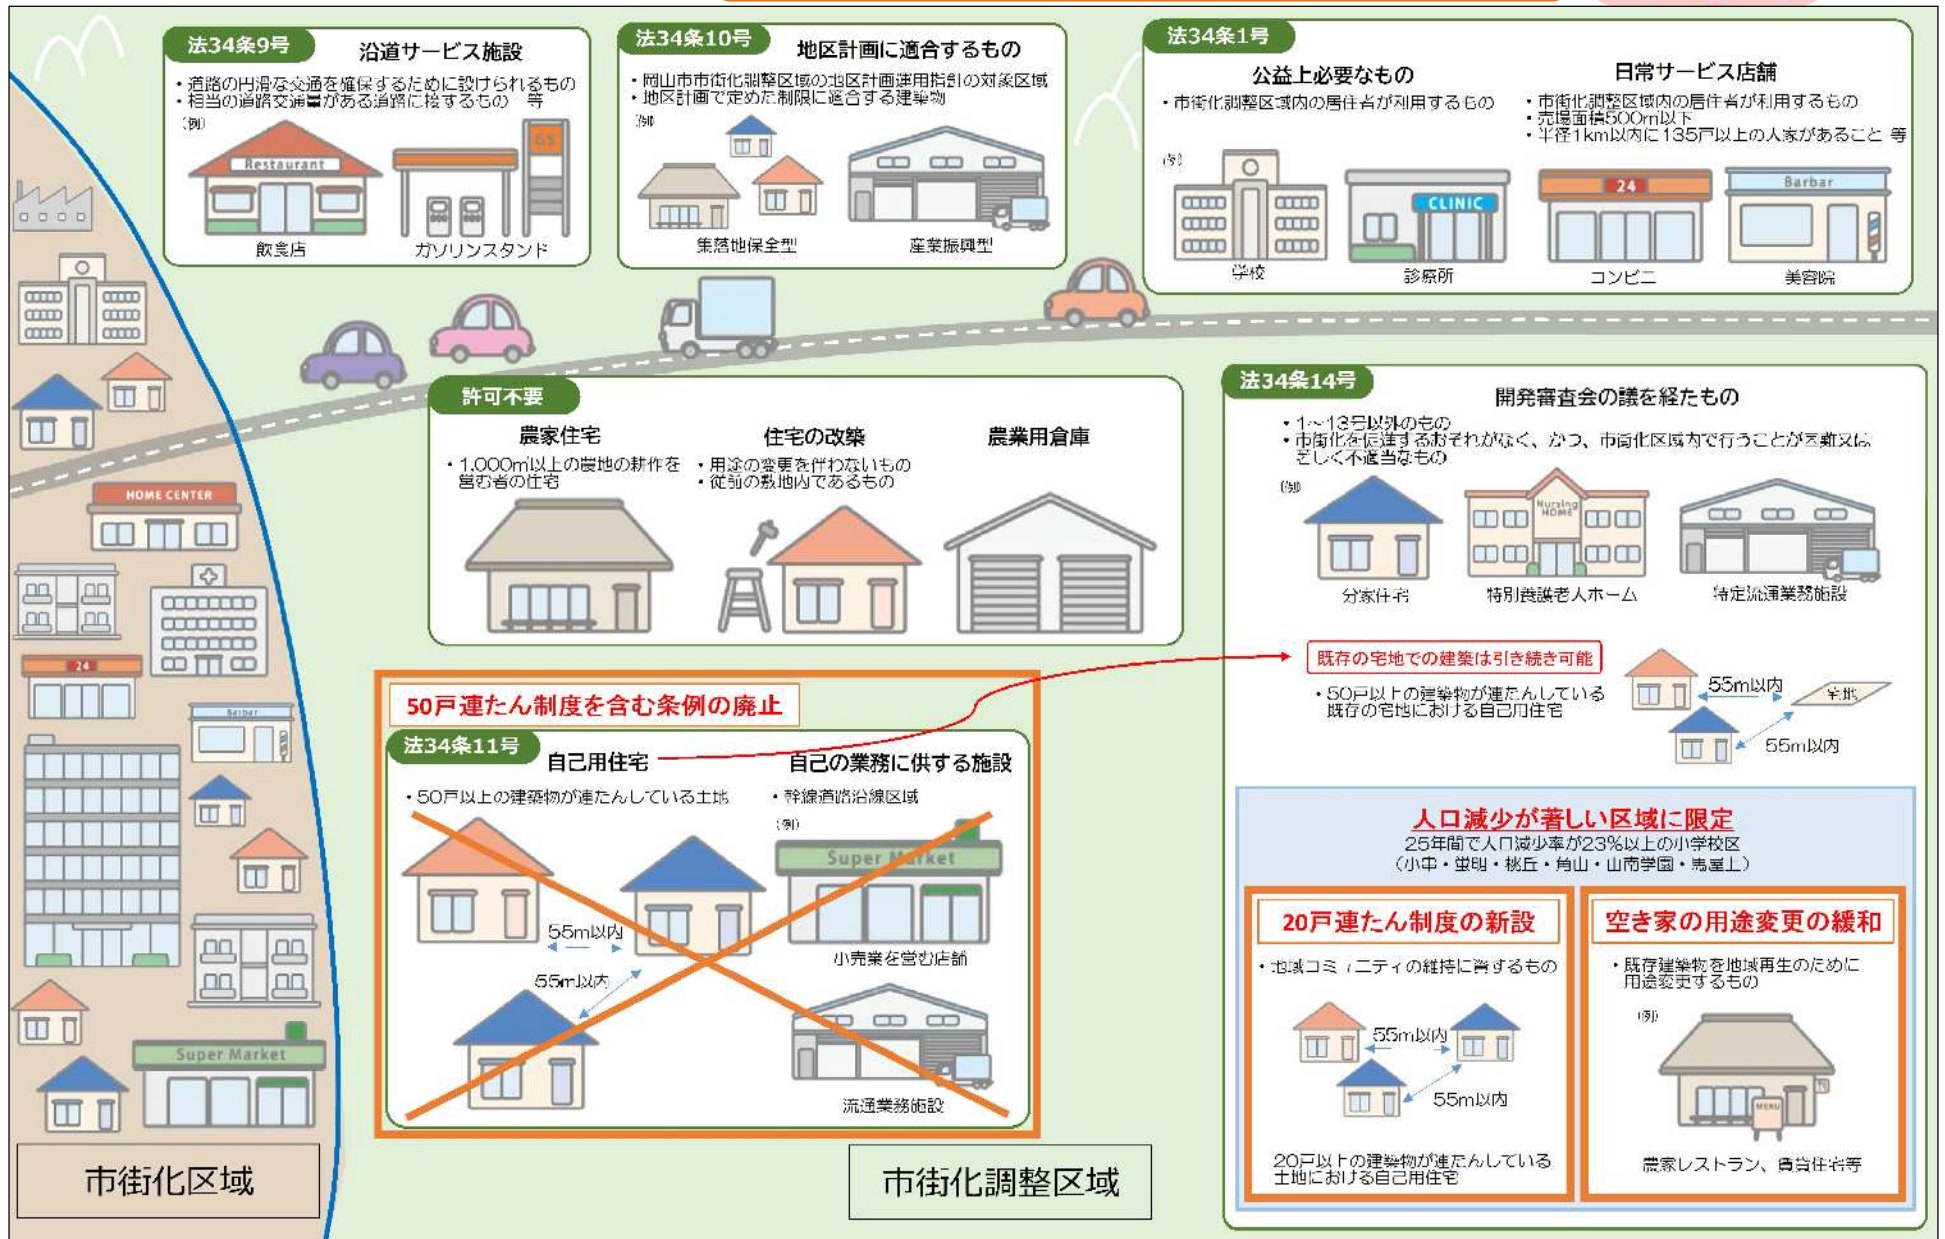 法34条9号
沿道サービス施設
・道路の円滑な交通を確保するために設けられるもの
・相当の道路交通量がある道路に接するもの 等
(例)
Restaurant
GS
飲食店
ガソリンスタンド
法34条10号
地区計画に適合するもの
・岡山市市街化調整区域の地区計画運用指針の対象区域
・地区計画で定めた制限に適合する建築物
(例)
集落地保全型
産業振興型
法34条1号
公益上必要なもの
・市街化調整区域内の居住者が利用するもの
日常サービス店舗
・市街化調整区域内の居住者が利用するもの
・売場面積500㎡以下
・半径1km以内に135戸以上の人家があること 等
(例)
CLINIC
24
Barbar
学校
診療所
コンビニ
美容院
許可不要
農家住宅
・1,000㎡以上の農地の耕作を
営む者の住宅
住宅の改築
・用途の変更を伴わないもの
・従前の敷地内であるもの
農業用倉庫
法34条14号
開発審査会の議を経たもの
・1～13号以外のもの
・市街化を促進するおそれがなく、かつ、市街化区域内で行うことが困難又は
著しく不適当なもの
(例)
Nursing
HOME
分家住宅
特別養護老人ホーム
特定流通業務施設
既存の宅地での建築は引き続き可能
・50戸以上の建築物が連たんしている
既存の宅地における自己用住宅
55m以内
宅地
55m以内
人口減少が著しい区域に限定
25年間で人口減少率が23%以上の小学校区
(小串・蛍明・桃丘・角山・山南学園・馬屋上)
20戸連たん制度の新設
・地域コミュニティの維持に資するもの
55m以内
55m以内
20戸以上の建築物が連たんしている
土地における自己用住宅
空き家の用途変更の緩和
・既存建築物を地域再生のために
用途変更するもの
(例)
MENU
農家レストラン、賃貸住宅等
50戸連たん制度を含む条例の廃止
法34条11号
自己用住宅
・50戸以上の建築物が連たんしている土地
55m以内
55m以内
自己の業務に供する施設
・幹線道路沿線区域
(例)
Super Market
小売業を営む店舗
流通業務施設
HOME CENTER
24
Barbar
Super Market
市街化区域
市街化調整区域